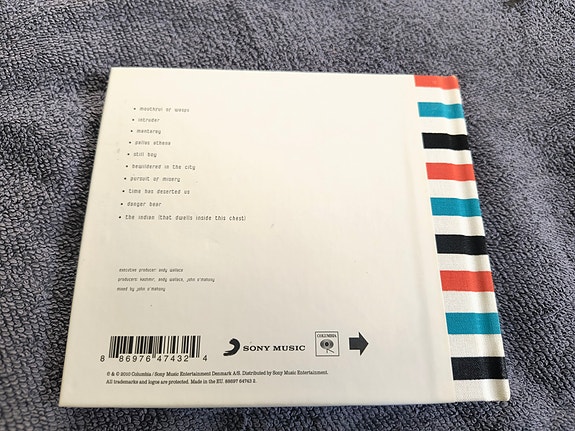 • mouthful of wasps
• intruder
• monterey
• pallas athena
• still boy
• bewildered in the city
• pursuit of misery
• time has deserted us
• danger bear
• the indian (that dwells inside this chest)
executive producer: andy wallace
producers: kashmir, andy wallace, john o'mahony
mixed by john o'mahony
8 86976 47432 4
SONY MUSIC
COLUMBIA
℗ & © 2010 Columbia / Sony Music Entertainment Denmark A/S. Distributed by Sony Music Entertainment.
All trademarks and logos are protected. Made in the EU. 88697 64743 2.